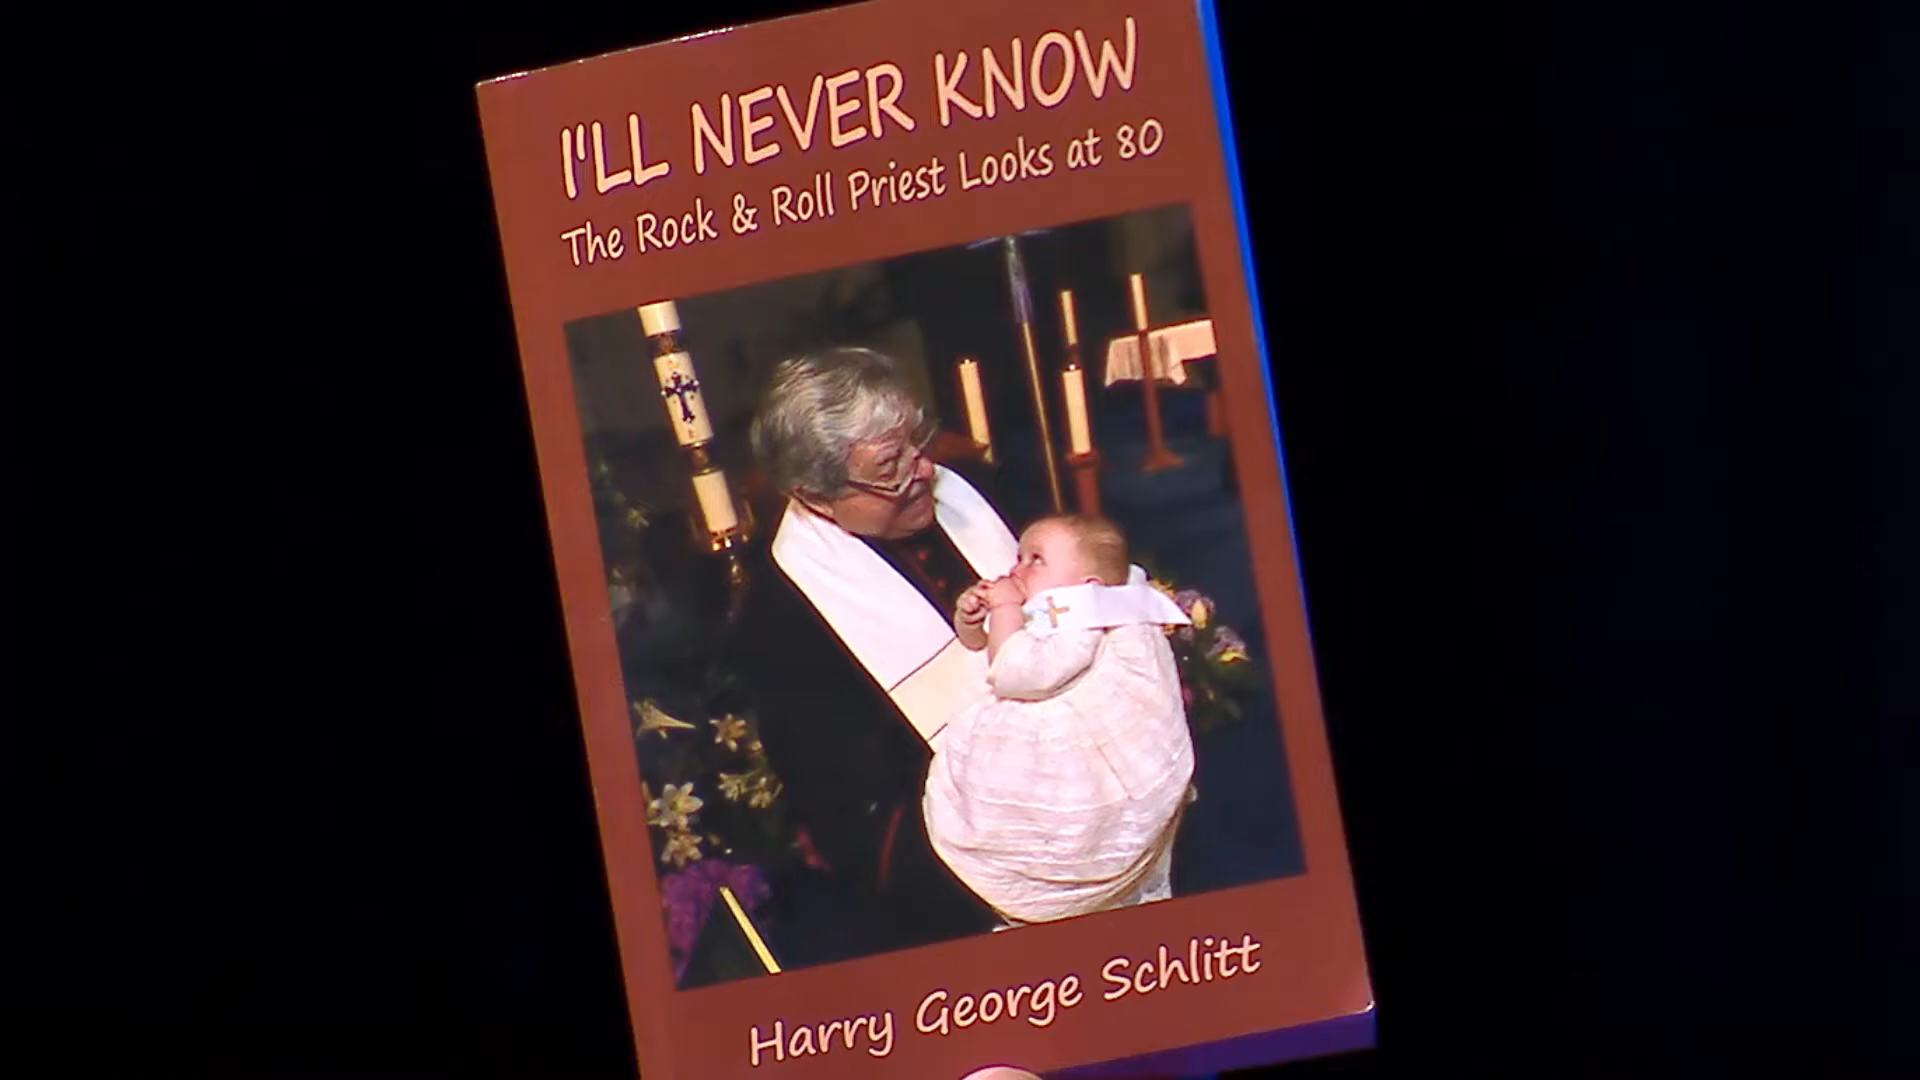 I'LL NEVER KNOW
The Rock & Roll Priest Looks at 80
Harry George Schlitt